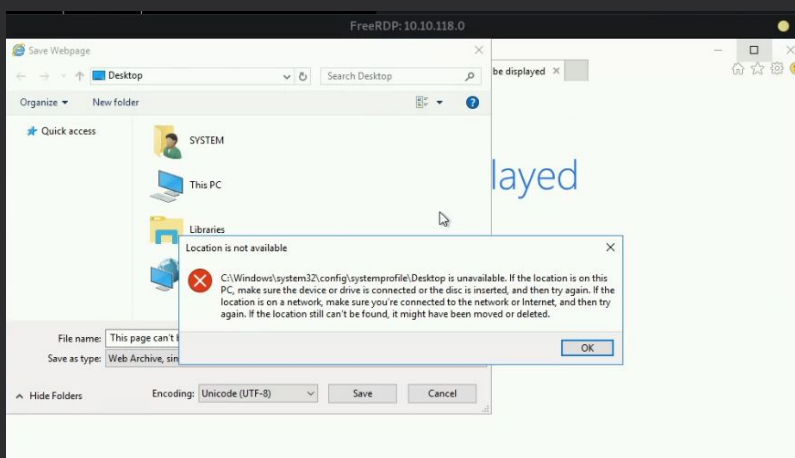 FreeRDP: 10.10.118.0
Save Webpage
Desktop
Search Desktop
be displayed
Organize
New folder
Quick access
SYSTEM
layed
This PC
Libraries
Location is not available
C:\Windows\system32\config\systemprofile\Desktop is unavailable. If the location is on this
PC, make sure the device or drive is connected or the disc is inserted, and then try again. If the
location is on a network, make sure you're connected to the network or Internet, and then try
again. If the location still can't be found, it might have been moved or deleted.
OK
File name: This page can't
Save as type: Web Archive, sin
Hide Folders
Encoding: Unicode (UTF-8)
Save
Cancel